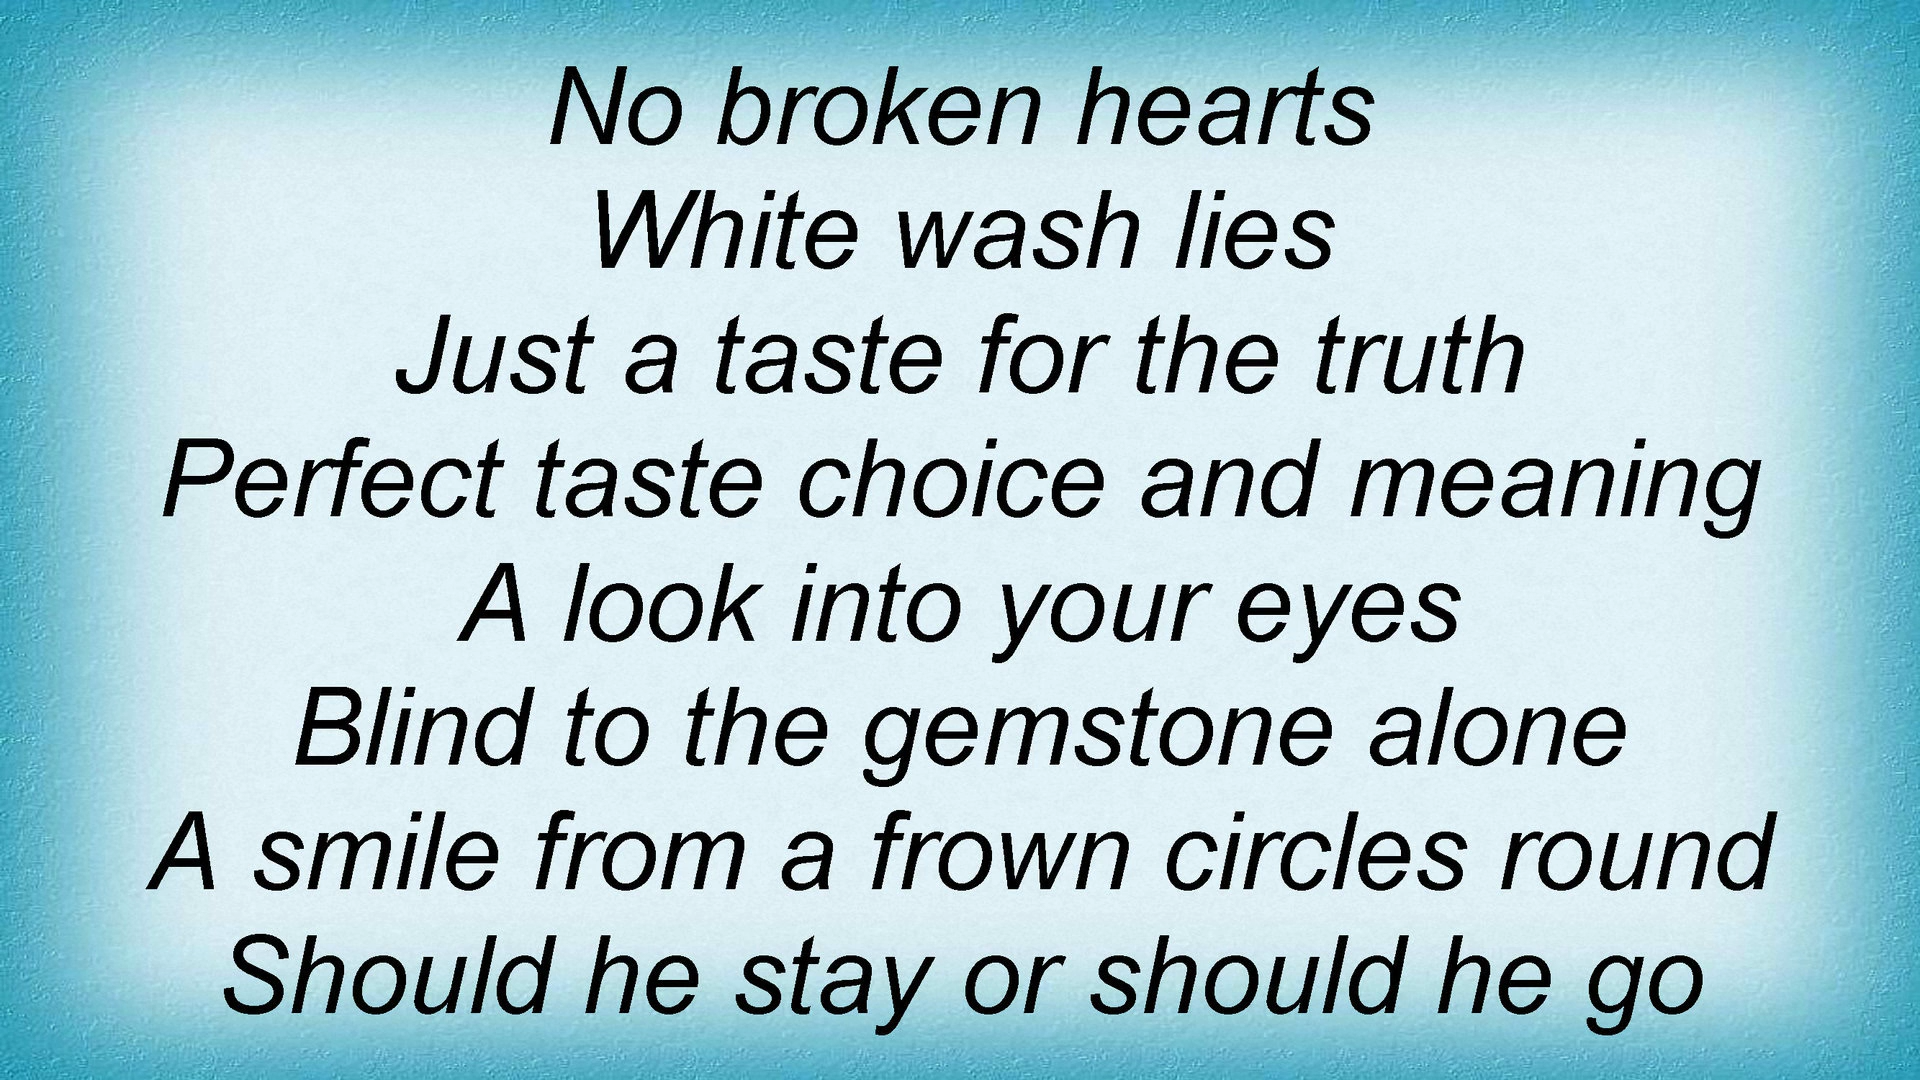 No broken hearts
White wash lies
Just a taste for the truth
Perfect taste choice and meaning
A look into your eyes
Blind to the gemstone alone
A smile from a frown circles round
Should he stay or should he go